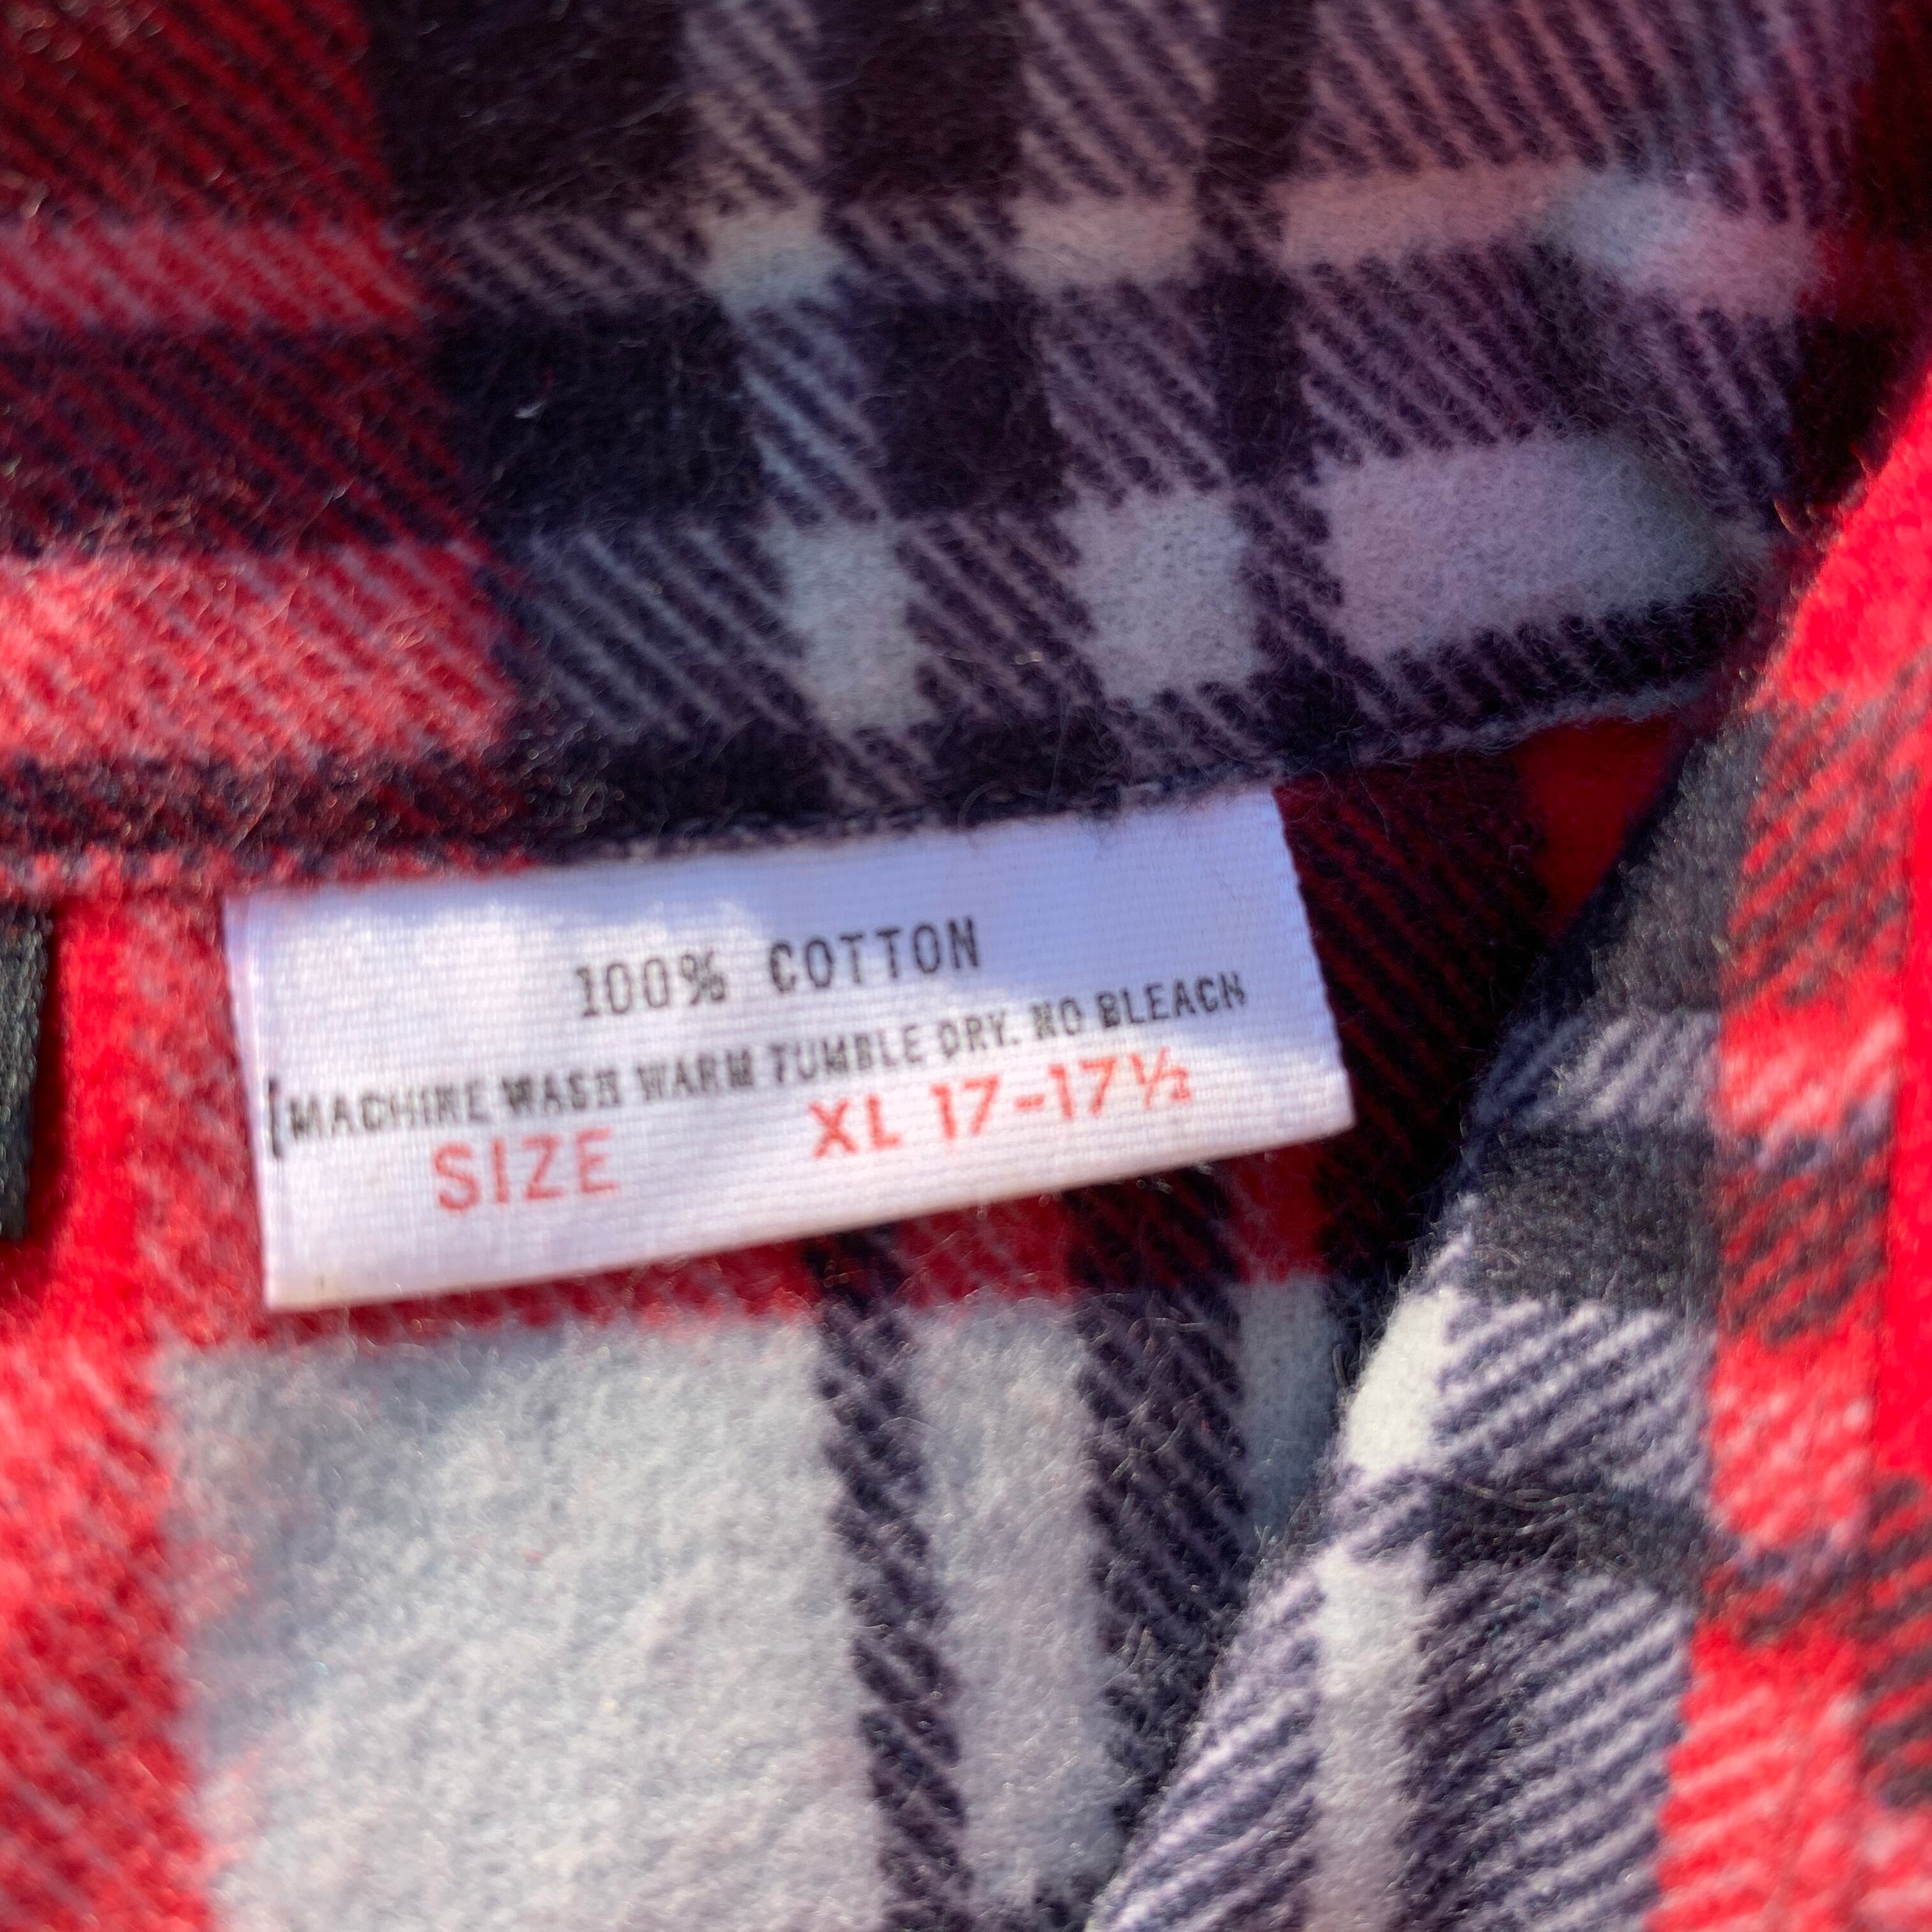 100% COTTON
MACHINE WASH WARM TUMBLE DRY. NO BLEACH
SIZE XL 17-17½